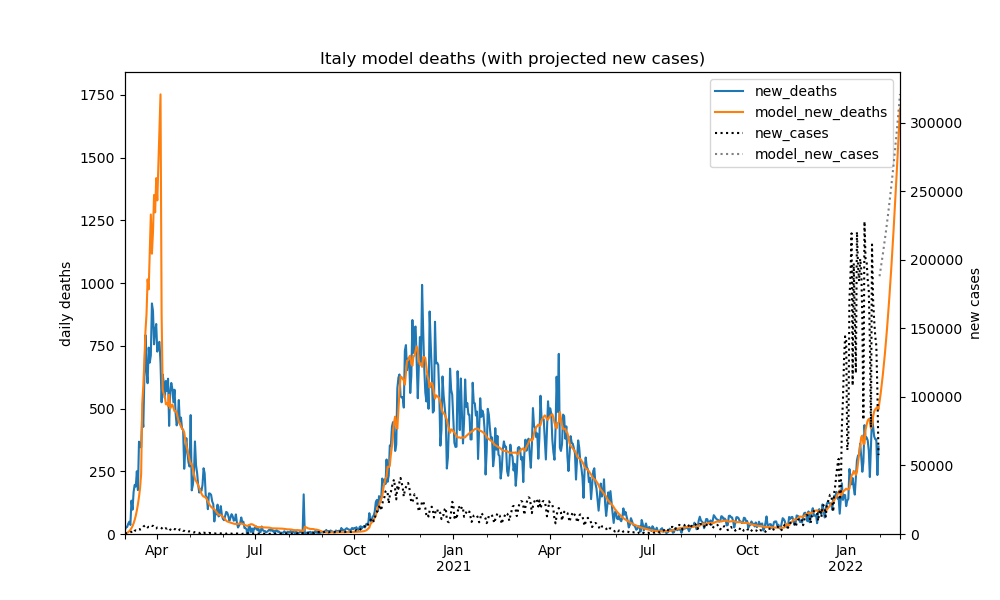 Italy model deaths (with projected new cases)
new_deaths
model_new_deaths
new_cases
model_new_cases
daily deaths
new cases
1750
1500
1250
1000
750
500
250
0
300000
250000
200000
150000
100000
50000
0
Apr
Jul
Oct
Jan
2021
Apr
Jul
Oct
Jan
2022